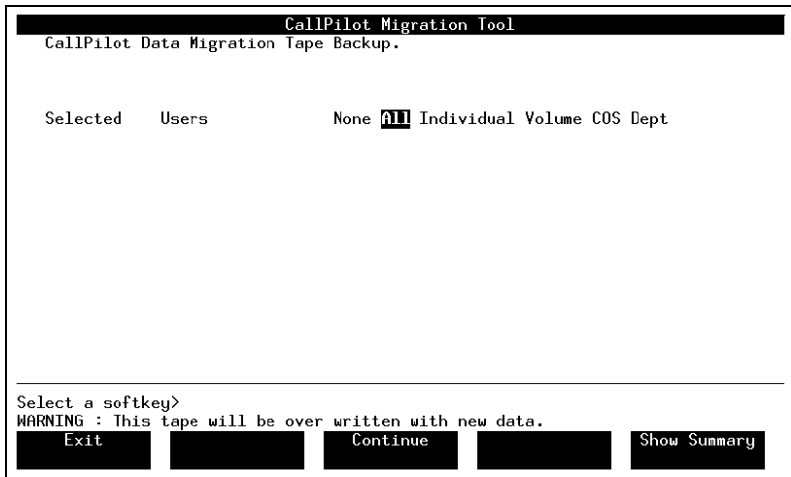 CallPilot Migration Tool
CallPilot Data Migration Tape Backup.
Selected Users None All Individual Volume COS Dept
Select a softkey>
WARNING : This tape will be over written with new data.
Exit Continue Show Summary